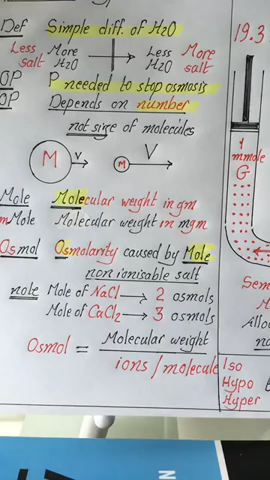 Def Simple diff. of H2O
Less salt More H2O → Less H2O More salt
OP P needed to stop osmosis
OP Depends on number
not size of molecules
M V M V
Mole Molecular weight in gm
mMole Molecular weight in mgm
Osmol Osmolarity caused by Mole
non ionisable salt
note Mole of NaCl → 2 osmols
Mole of CaCl2 → 3 osmols
Osmol = Molecular weight
ions/molecule
19.3
1
mmole
G
Sem
Allo
Iso
Hypo
Hyper
N